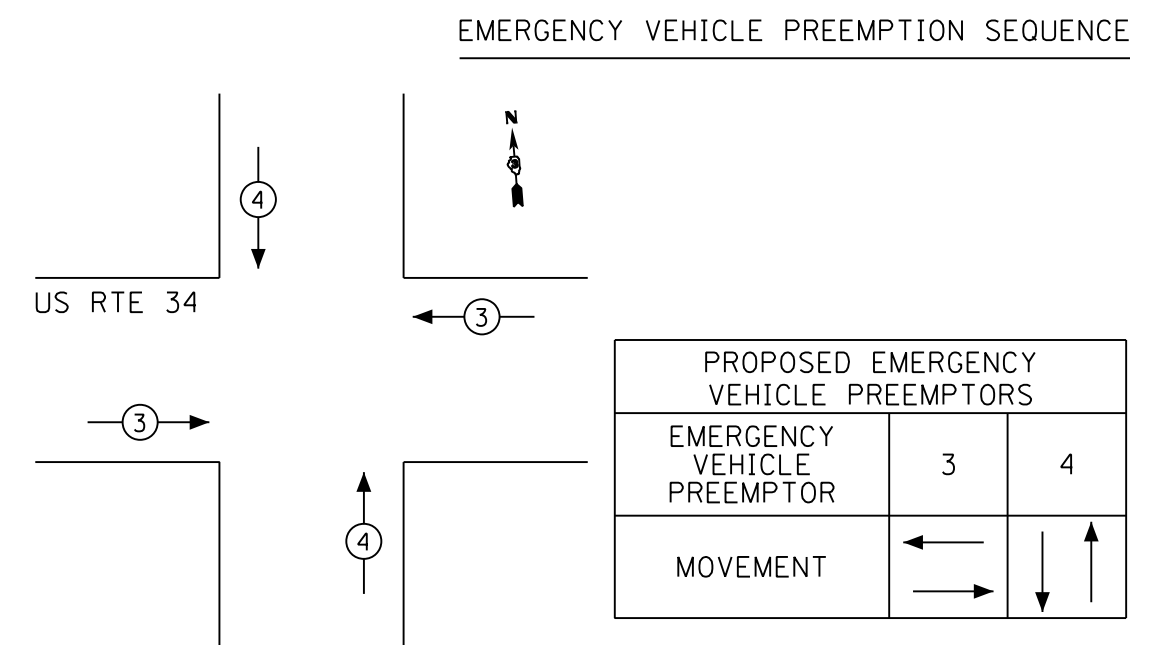 EMERGENCY VEHICLE PREEMPTION SEQUENCE
N
4
US RTE 34
3
3
4
PROPOSED EMERGENCY
VEHICLE PREEMPTORS
EMERGENCY
VEHICLE
PREEMPTOR
3
4
MOVEMENT